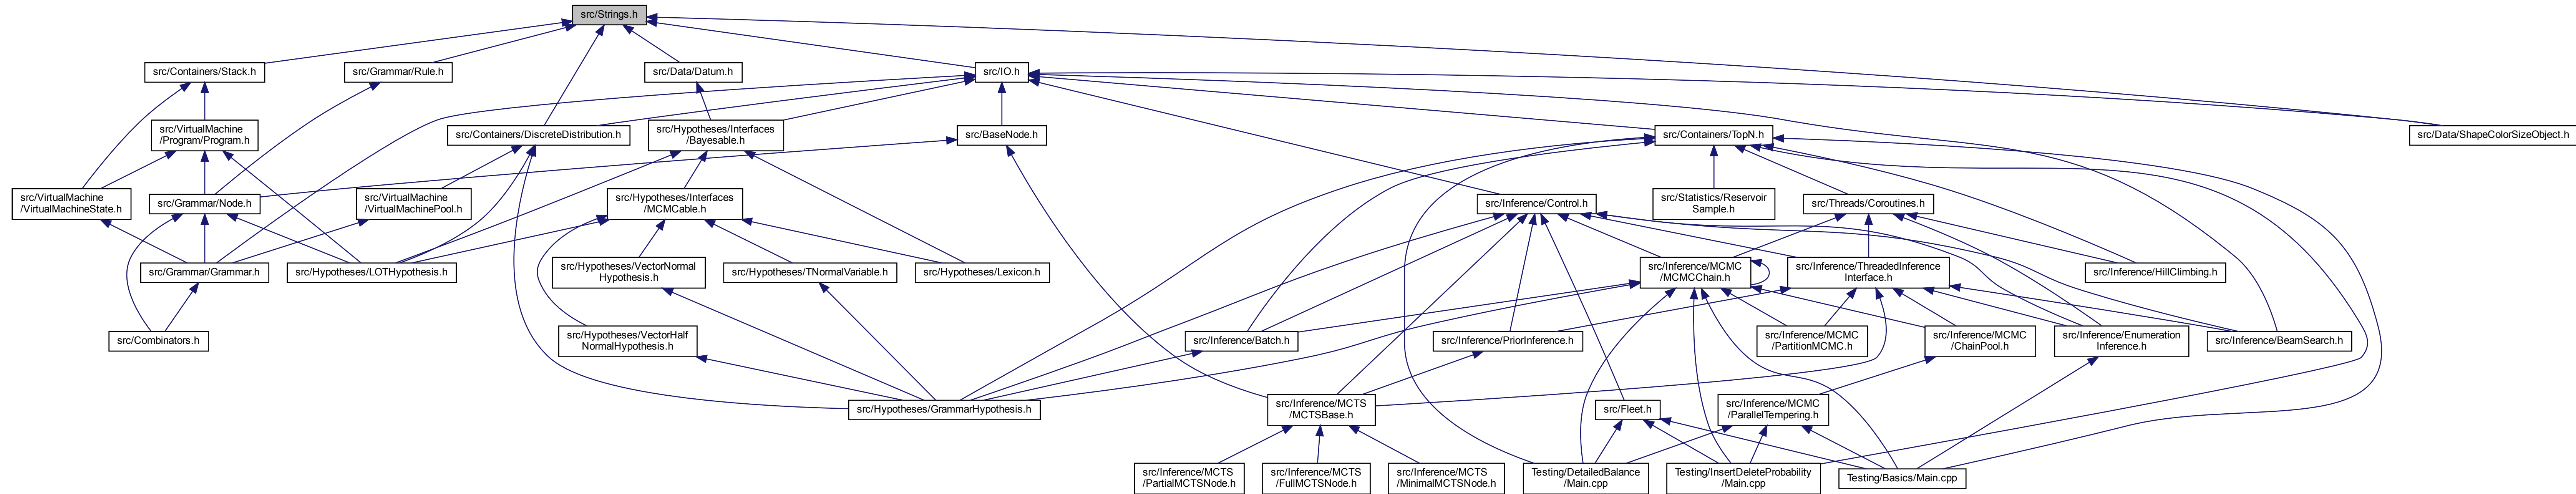 src/Strings.h
src/Containers/Stack.h
src/Grammar/Rule.h
src/Data/Datum.h
src/IO.h
src/VirtualMachine
/Program/Program.h
src/Containers/DiscreteDistribution.h
src/Hypotheses/Interfaces
/Bayesable.h
src/BaseNode.h
src/Containers/TopN.h
src/Data/ShapeColorSizeObject.h
src/VirtualMachine
/VirtualMachineState.h
src/Grammar/Node.h
src/VirtualMachine
/VirtualMachinePool.h
src/Hypotheses/Interfaces
/MCMCable.h
src/Inference/Control.h
src/Statistics/Reservoir
Sample.h
src/Threads/Coroutines.h
src/Grammar/Grammar.h
src/Hypotheses/LOTHypothesis.h
src/Hypotheses/VectorNormal
Hypothesis.h
src/Hypotheses/TNormalVariable.h
src/Hypotheses/Lexicon.h
src/Inference/MCMC
/MCMCChain.h
src/Inference/ThreadedInference
Interface.h
src/Inference/HillClimbing.h
src/Combinators.h
src/Hypotheses/VectorHalf
NormalHypothesis.h
src/Inference/Batch.h
src/Inference/PriorInference.h
src/Inference/MCMC
/PartitionMCMC.h
src/Inference/MCMC
/ChainPool.h
src/Inference/Enumeration
Inference.h
src/Inference/BeamSearch.h
src/Hypotheses/GrammarHypothesis.h
src/Inference/MCTS
/MCTSBase.h
src/Fleet.h
src/Inference/MCMC
/ParallelTempering.h
src/Inference/MCTS
/PartialMCTSNode.h
src/Inference/MCTS
/FullMCTSNode.h
src/Inference/MCTS
/MinimalMCTSNode.h
Testing/DetailedBalance
/Main.cpp
Testing/InsertDeleteProbability
/Main.cpp
Testing/Basics/Main.cpp